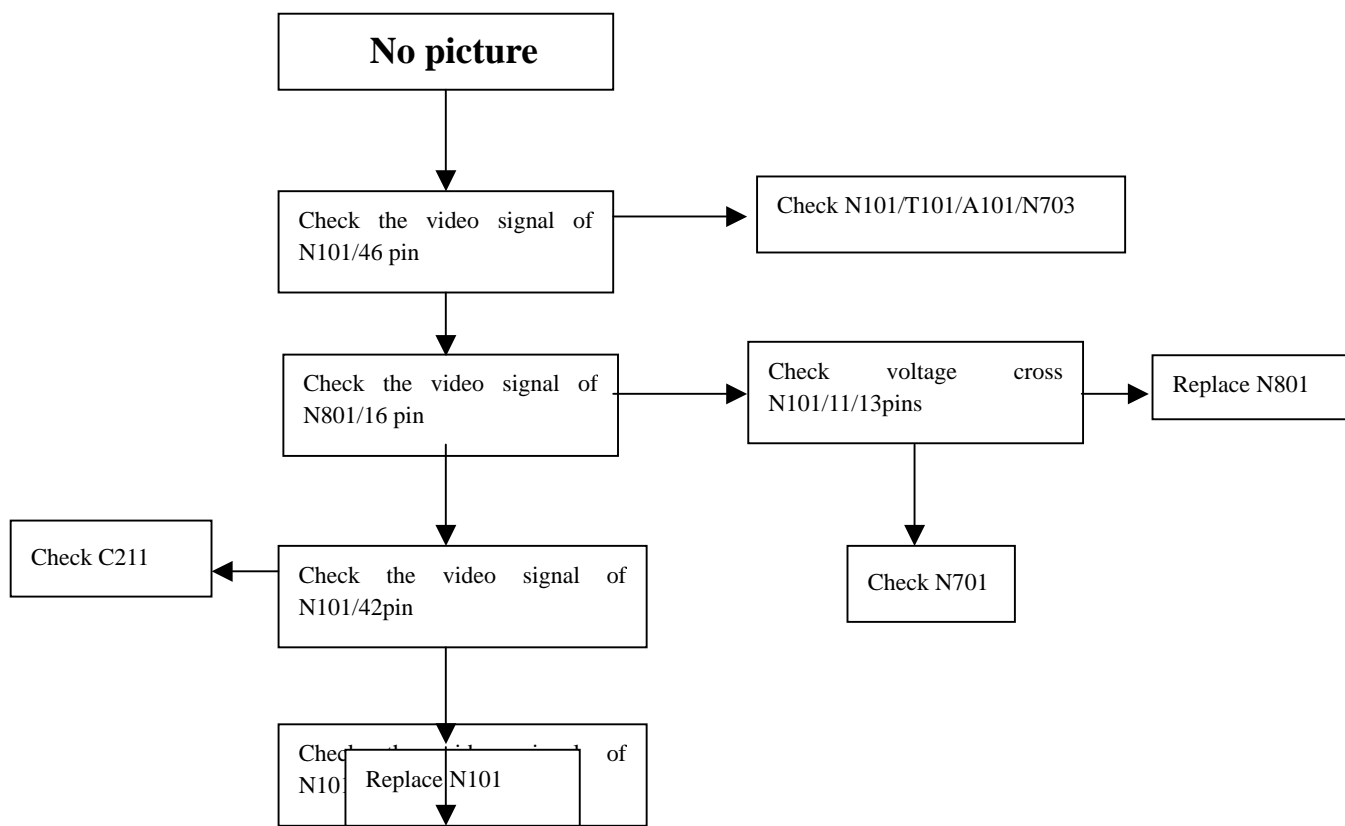 No picture
Check the video signal of
N101/46 pin
Check N101/T101/A101/N703
Check the video signal of
N801/16 pin
Check voltage cross
N101/11/13pins
Replace N801
Check C211
Check the video signal of
N101/42pin
Check N701
of
Replace N101